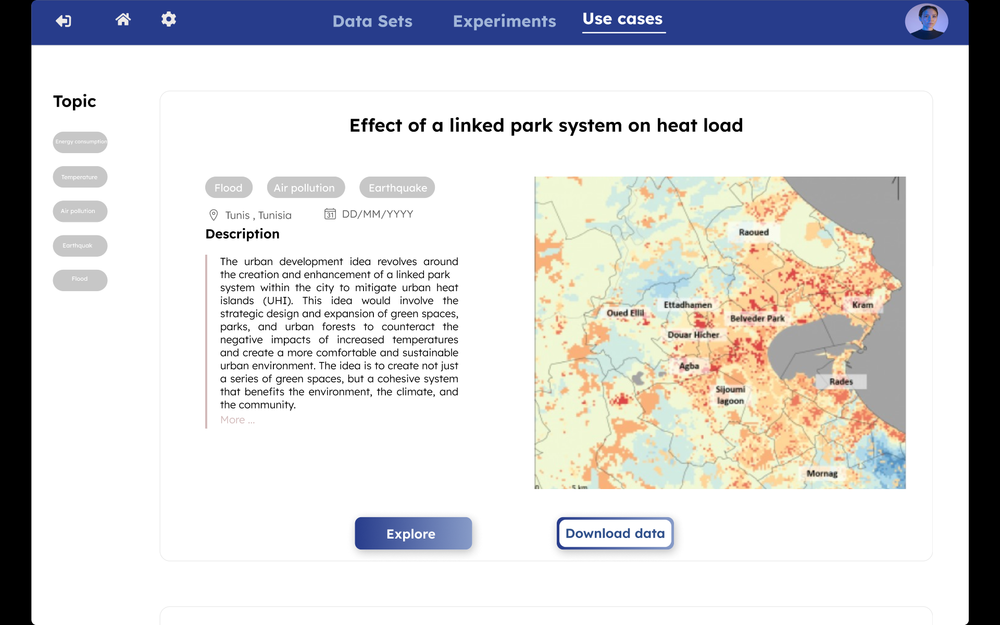 Data Sets
Experiments
Use cases
Topic
Energy consumption
Temperature
Air pollution
Earthquak
Flood
Effect of a linked park system on heat load
Flood
Air pollution
Earthquake
Tunis , Tunisia
31
DD/MM/YYYY
Description
The urban development idea revolves around
the creation and enhancement of a linked park
system within the city to mitigate urban heat
islands (UHI). This idea would involve the
strategic design and expansion of green spaces,
parks, and urban forests to counteract the
negative impacts of increased temperatures
and create a more comfortable and sustainable
urban environment. The idea is to create not just
a series of green spaces, but a cohesive system
that benefits the environment, the climate, and
the community.
More ...
Raoued
Ettadhamen
Kram
Oued Ellil
Belveder Park
Douar Hicher
Agba
Rades
Sijoumi
lagoon
Mornag
0
5 km
Explore
Download data